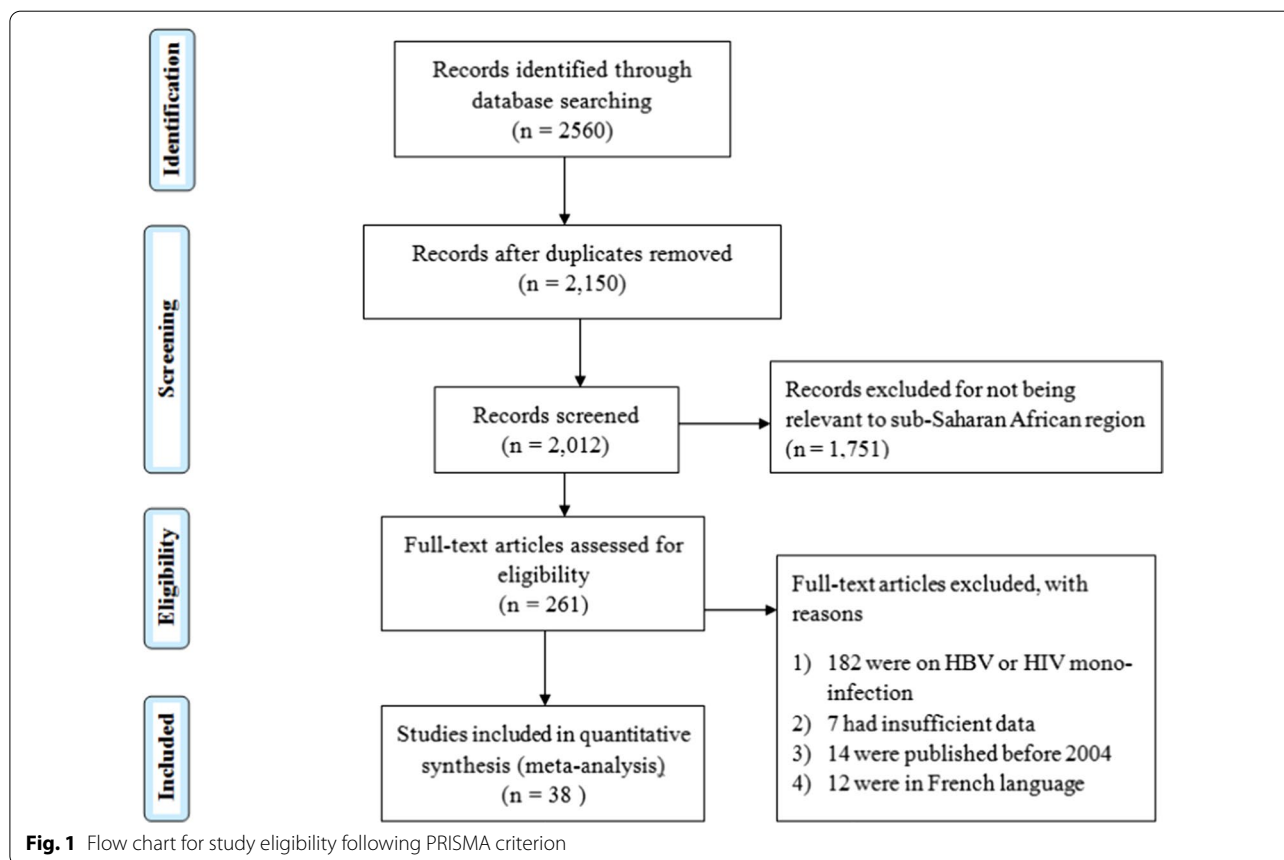 Identification
Records identified through
database searching
(n = 2560)
Screening
Records after duplicates removed
(n = 2,150)
Records screened
(n = 2,012)
Records excluded for not being
relevant to sub-Saharan African region
(n = 1,751)
Eligibility
Full-text articles assessed for
eligibility
(n = 261)
Full-text articles excluded, with
reasons
1) 182 were on HBV or HIV mono-
infection
2) 7 had insufficient data
3) 14 were published before 2004
4) 12 were in French language
Included
Studies included in quantitative
synthesis (meta-analysis)
(n = 38 )
Fig. 1 Flow chart for study eligibility following PRISMA criterion